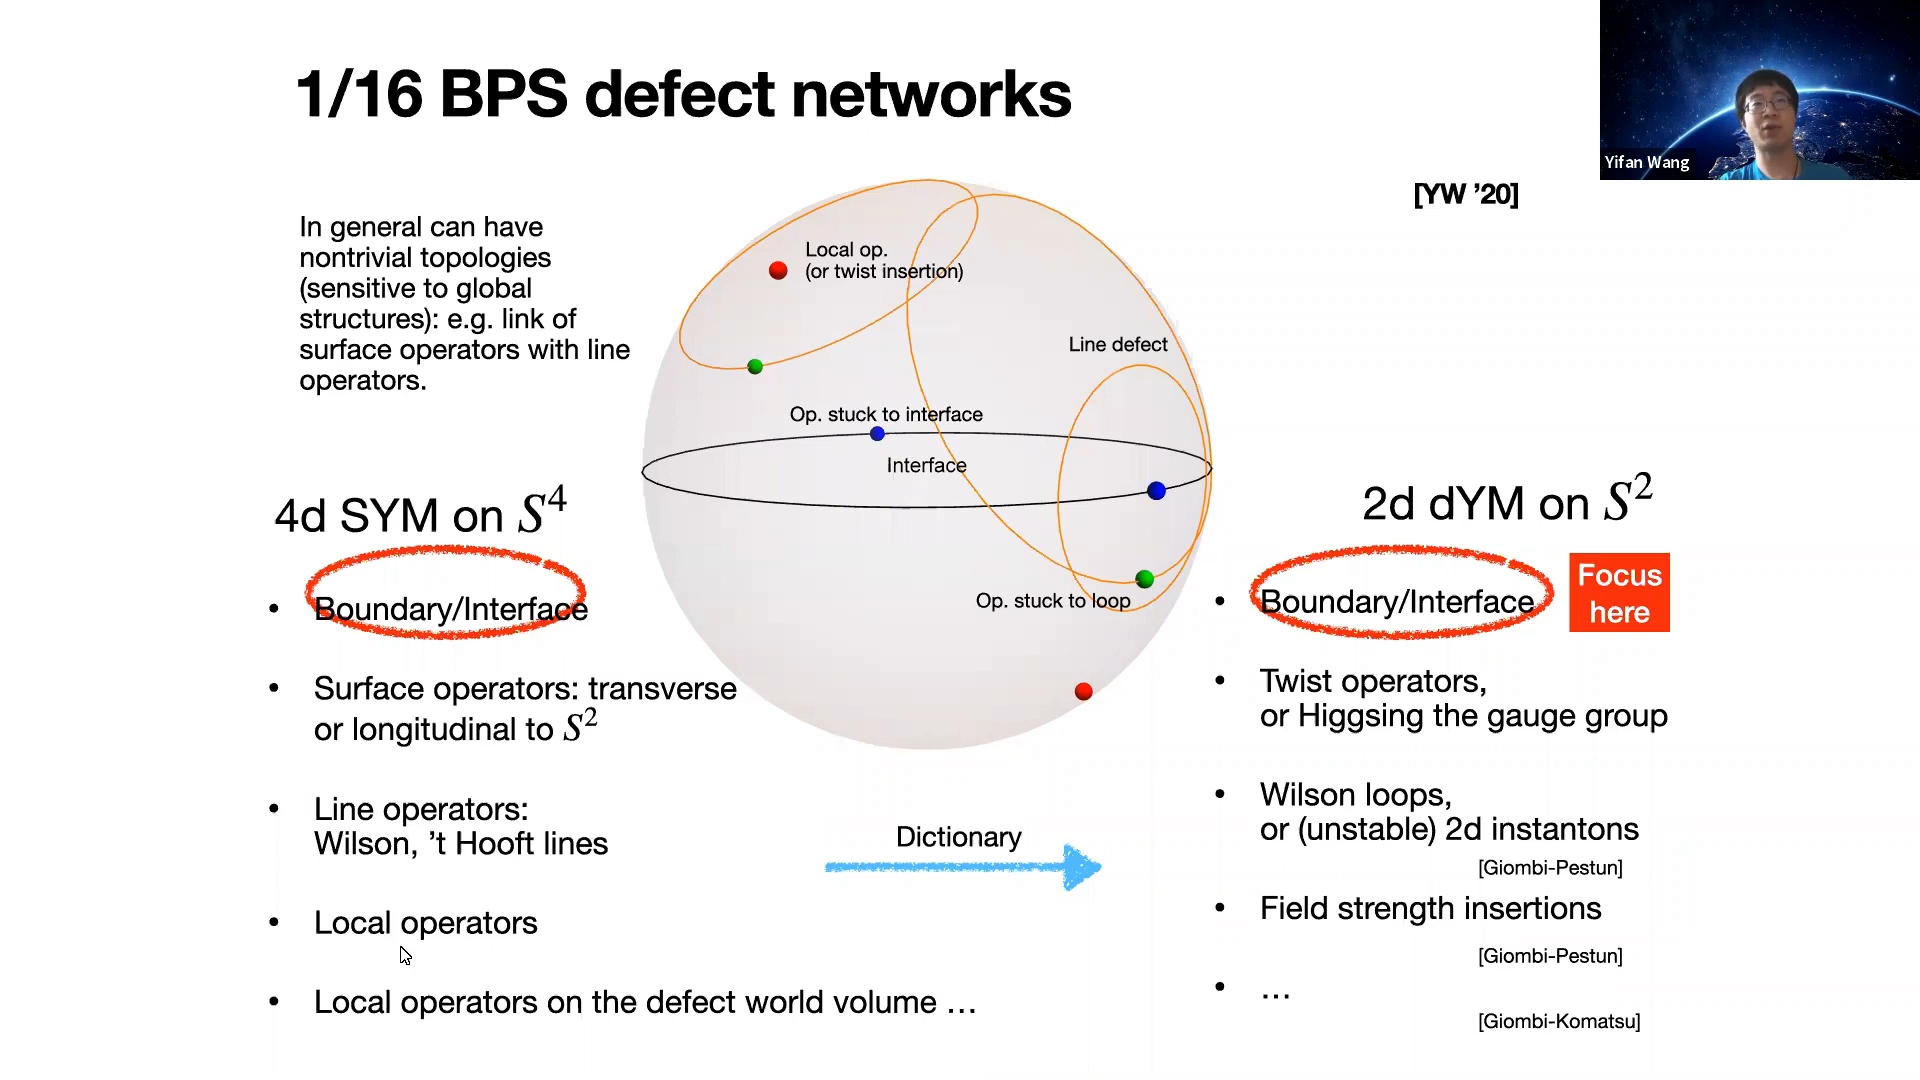 1/16 BPS defect networks
Yifan Wang
[YW ’20]
In general can have
nontrivial topologies
(sensitive to global
structures): e.g. link of
surface operators with line
operators.
Local op.
(or twist insertion)
Line defect
Op. stuck to interface
Interface
Op. stuck to loop
4d SYM on S⁴
• Boundary/Interface
• Surface operators: transverse
or longitudinal to S²
• Line operators:
Wilson, ’t Hooft lines
• Local operators
• Local operators on the defect world volume …
Dictionary
2d dYM on S²
• Boundary/Interface
Focus
here
• Twist operators,
or Higgsing the gauge group
• Wilson loops,
or (unstable) 2d instantons
[Giombi-Pestun]
• Field strength insertions
[Giombi-Pestun]
• …
[Giombi-Komatsu]